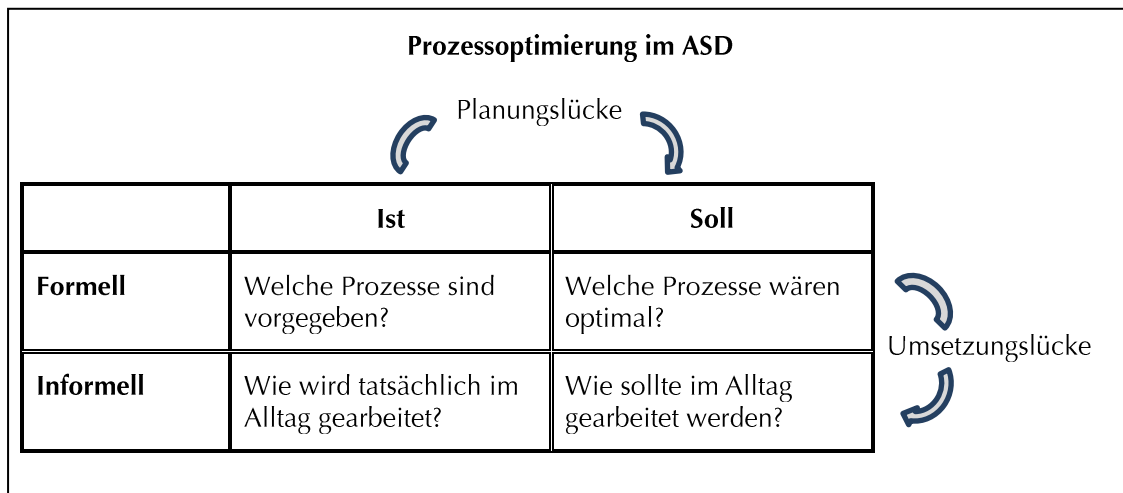 Prozessoptimierung im ASD
Planungslücke
Ist
Soll
Formell
Welche Prozesse sind
vorgegeben?
Welche Prozesse wären
optimal?
Umsetzungslücke
Informell
Wie wird tatsächlich im
Alltag gearbeitet?
Wie sollte im Alltag
gearbeitet werden?